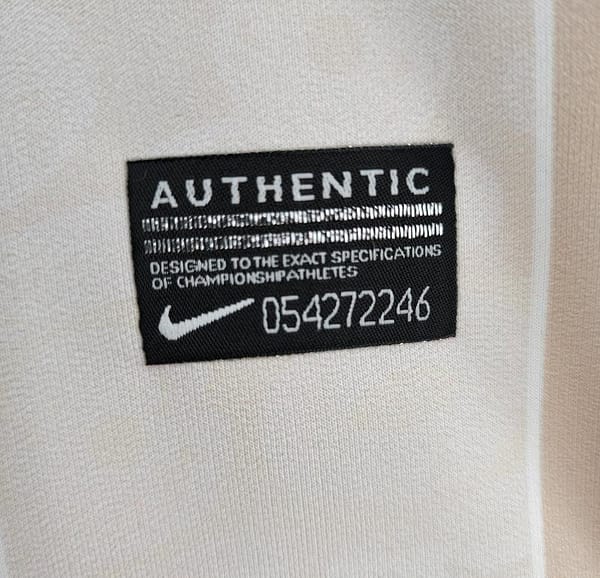 AUTHENTIC
DESIGNED TO THE EXACT SPECIFICATIONS
OF CHAMPIONSHIPATHLETES
054272246